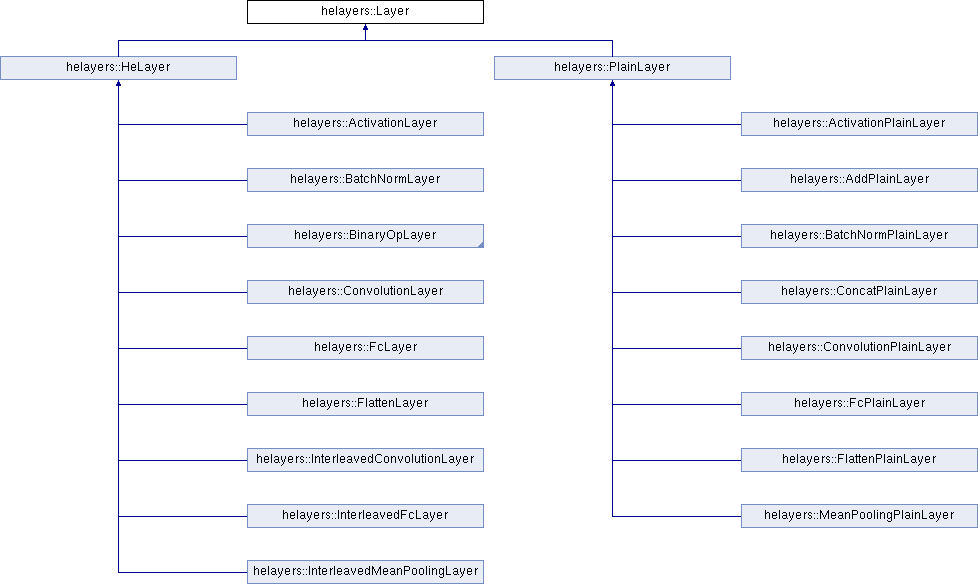 helayers::Layer
helayers::HeLayer
helayers::PlainLayer
helayers::ActivationLayer
helayers::ActivationPlainLayer
helayers::BatchNormLayer
helayers::AddPlainLayer
helayers::BinaryOpLayer
helayers::BatchNormPlainLayer
helayers::ConvolutionLayer
helayers::ConcatPlainLayer
helayers::FcLayer
helayers::ConvolutionPlainLayer
helayers::FlattenLayer
helayers::FcPlainLayer
helayers::InterleavedConvolutionLayer
helayers::FlattenPlainLayer
helayers::InterleavedFcLayer
helayers::MeanPoolingPlainLayer
helayers::InterleavedMeanPoolingLayer